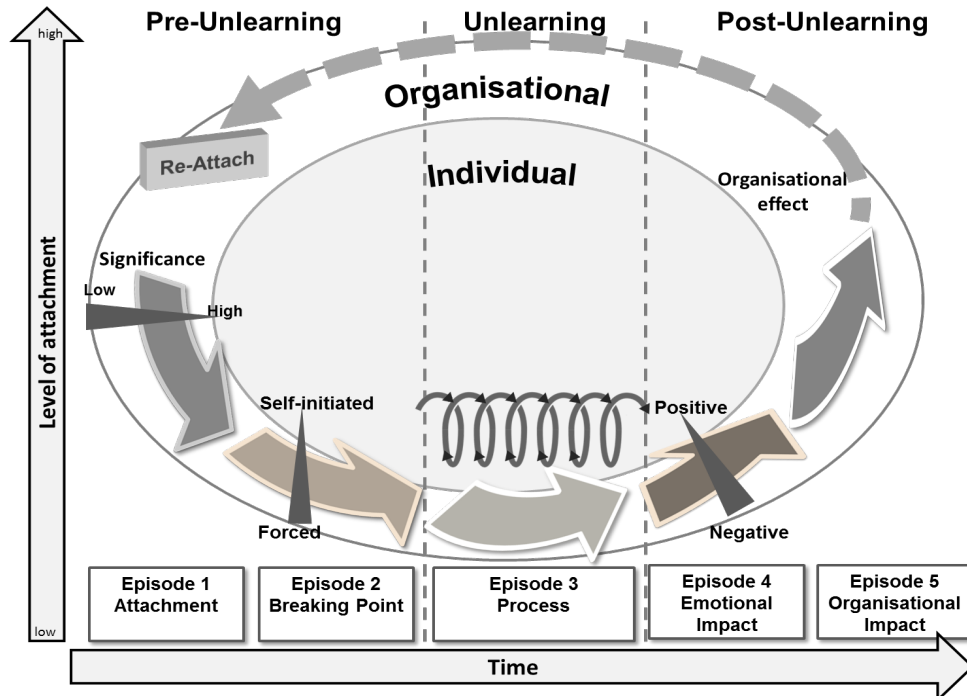 Pre-Unlearning
Unlearning
Post-Unlearning
high
Organisational
Re-Attach
Individual
Organisational
effect
Significance
Low
High
Level of attachment
Self-initiated
Positive
Forced
Negative
Episode 1
Attachment
Episode 2
Breaking Point
Episode 3
Process
Episode 4
Emotional
Impact
Episode 5
Organisational
Impact
low
Time